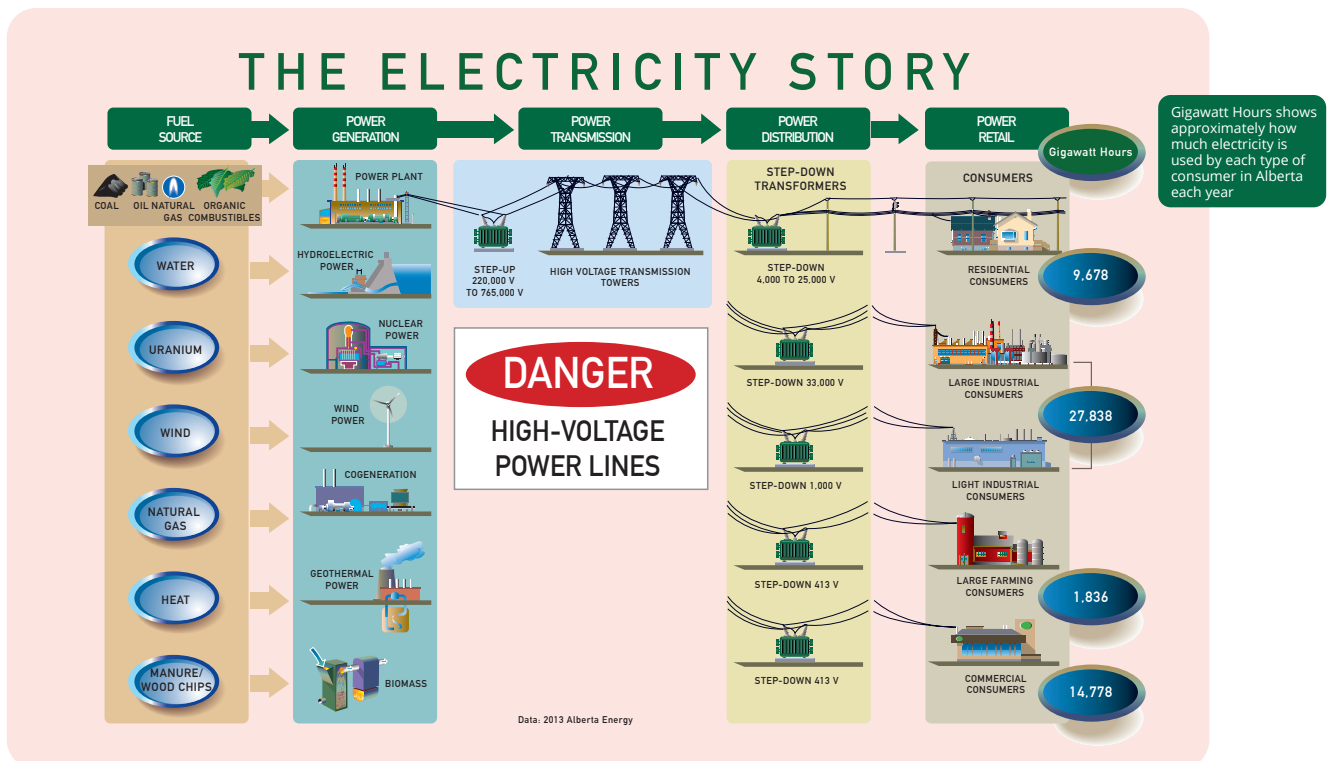 THE ELECTRICITY STORY
FUEL
SOURCE
POWER
GENERATION
POWER
TRANSMISSION
POWER
DISTRIBUTION
POWER
RETAIL
Gigawatt Hours
Gigawatt Hours shows
approximately how
much electricity is
used by each type of
consumer in Alberta
each year
COAL
OIL
NATURAL
GAS
ORGANIC
COMBUSTIBLES
WATER
URANIUM
WIND
NATURAL
GAS
HEAT
MANURE/
WOOD CHIPS
POWER PLANT
HYDROELECTRIC
POWER
NUCLEAR
POWER
WIND
POWER
COGENERATION
GEOTHERMAL
POWER
BIOMASS
STEP-UP
220,000 V
TO 765,000 V
HIGH VOLTAGE TRANSMISSION
TOWERS
DANGER
HIGH-VOLTAGE
POWER LINES
Data: 2013 Alberta Energy
STEP-DOWN
TRANSFORMERS
STEP-DOWN
4,000 TO 25,000 V
STEP-DOWN 33,000 V
STEP-DOWN 1,000 V
STEP-DOWN 413 V
STEP-DOWN 413 V
CONSUMERS
RESIDENTIAL
CONSUMERS
9,678
LARGE INDUSTRIAL
CONSUMERS
27,838
LIGHT INDUSTRIAL
CONSUMERS
LARGE FARMING
CONSUMERS
1,836
COMMERCIAL
CONSUMERS
14,778